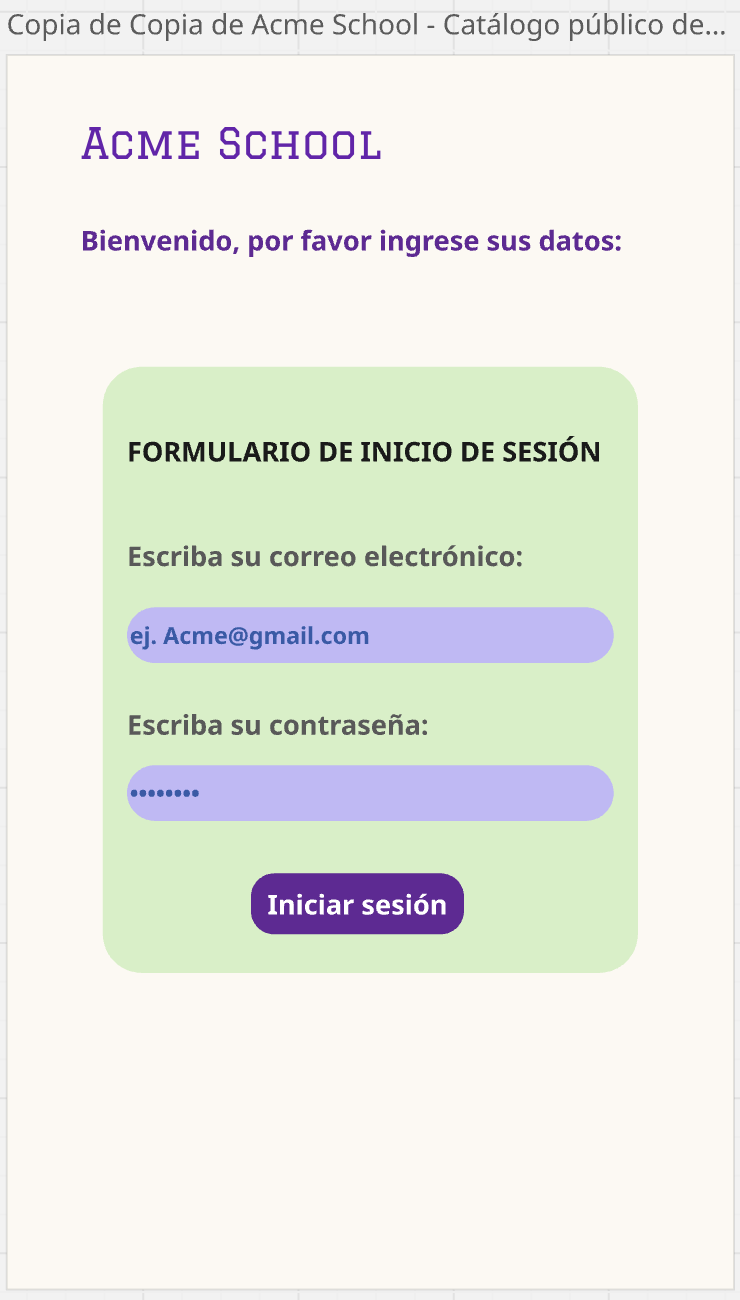 Copia de Copia de Acme School - Catálogo público de...
Acme School
Bienvenido, por favor ingrese sus datos:
FORMULARIO DE INICIO DE SESIÓN
Escriba su correo electrónico:
ej. Acme@gmail.com
Escriba su contraseña:
••••••••
Iniciar sesión